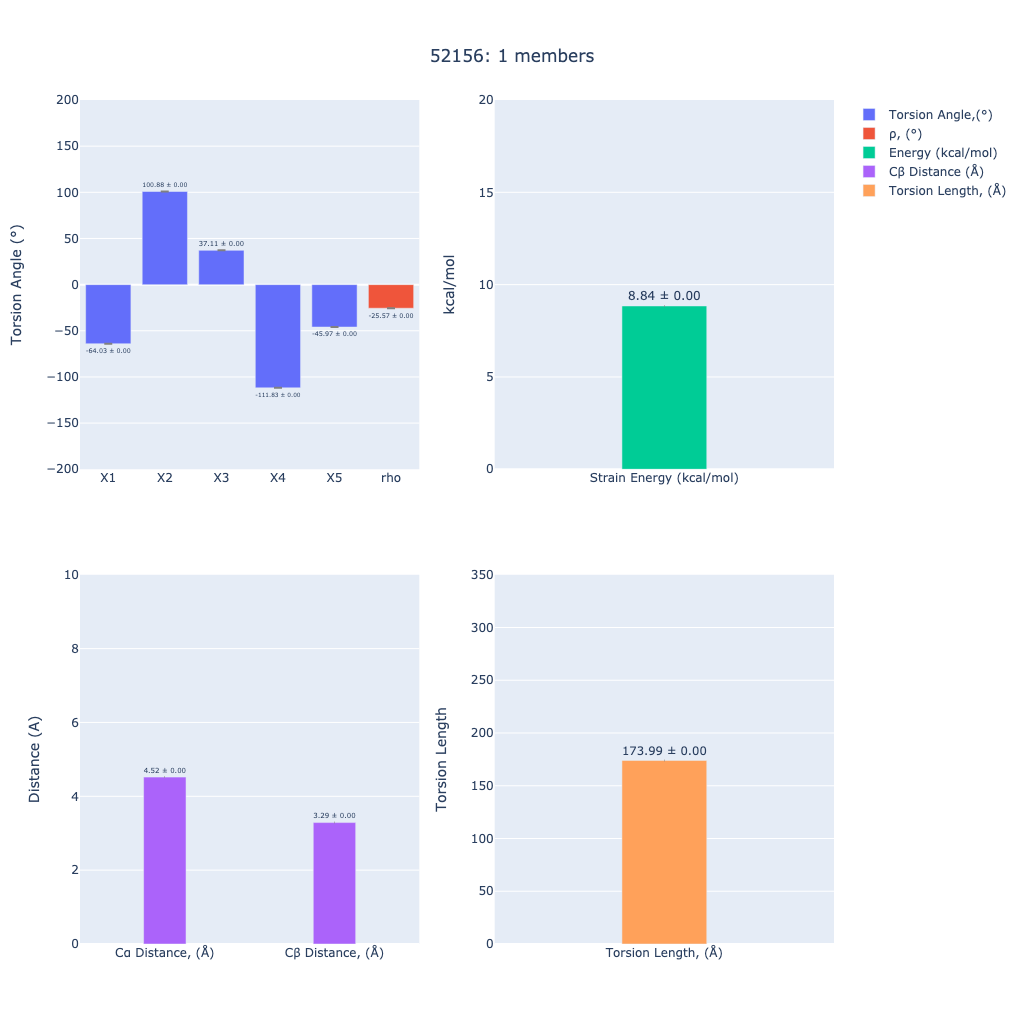 52156: 1 members
Torsion Angle (°)
200
150
100
50
0
−50
−100
−150
−200
100.88 ± 0.00
37.11 ± 0.00
-64.03 ± 0.00
-111.83 ± 0.00
-45.97 ± 0.00
-25.57 ± 0.00
X1 X2 X3 X4 X5 rho
kcal/mol
20
15
10
5
0
8.84 ± 0.00
Strain Energy (kcal/mol)
Torsion Angle,(°)
ρ, (°)
Energy (kcal/mol)
Cβ Distance (Å)
Torsion Length, (Å)
Distance (A)
10
8
6
4
2
0
4.52 ± 0.00
3.29 ± 0.00
Cα Distance, (Å) Cβ Distance, (Å)
Torsion Length
350
300
250
200
150
100
50
0
173.99 ± 0.00
Torsion Length, (Å)